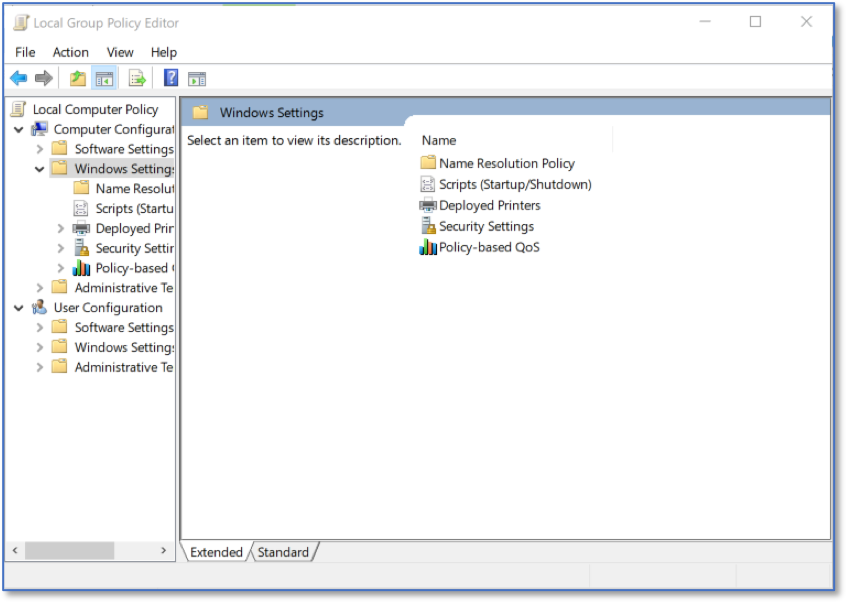 Local Group Policy Editor
File Action View Help
Local Computer Policy
Computer Configurat
Software Settings
Windows Settings
Name Resolut
Scripts (Startu
Deployed Prin
Security Settin
Policy-based
Administrative Te
User Configuration
Software Settings
Windows Settings
Administrative Te
Windows Settings
Select an item to view its description.
Name
Name Resolution Policy
Scripts (Startup/Shutdown)
Deployed Printers
Security Settings
Policy-based QoS
Extended Standard